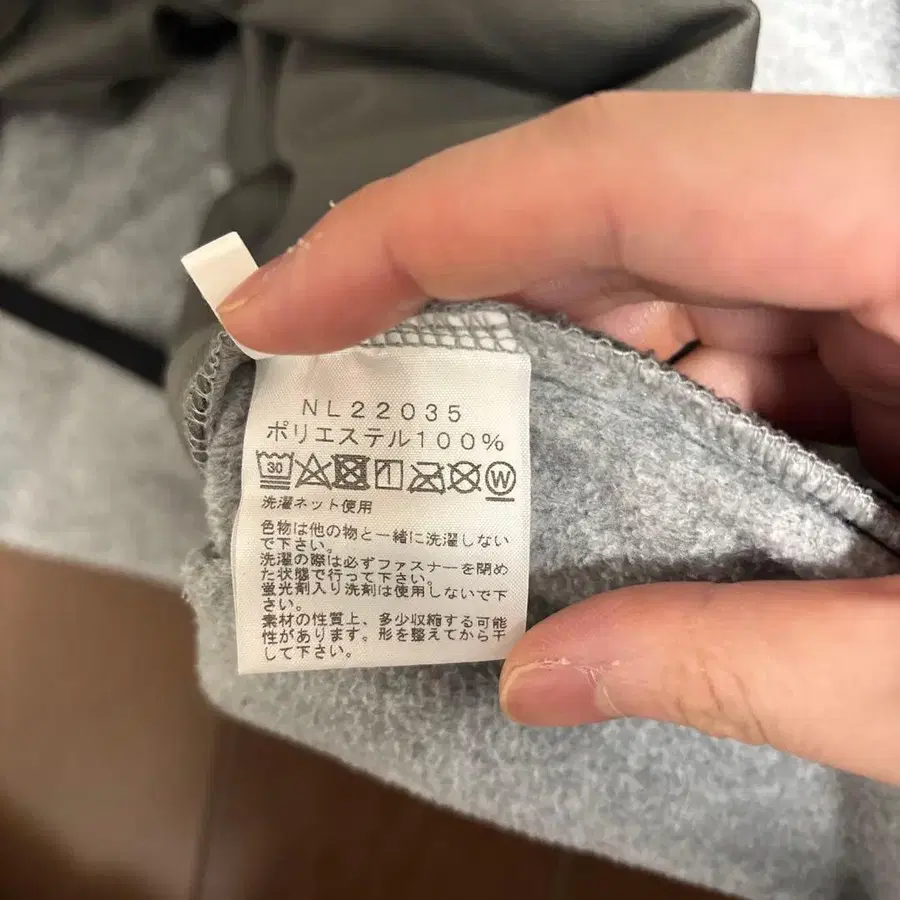 NL22035
ポリエステル100%
30 W
洗濯ネット使用
色物は他の物と一緒に洗濯しない
で下さい。
洗濯の際は必ずファスナーを閉め
た状態で行って下さい。
蛍光剤入り洗剤は使用しないで下
さい。
素材の性質上、多少収縮する可能
性があります。形を整えてから干
して下さい。